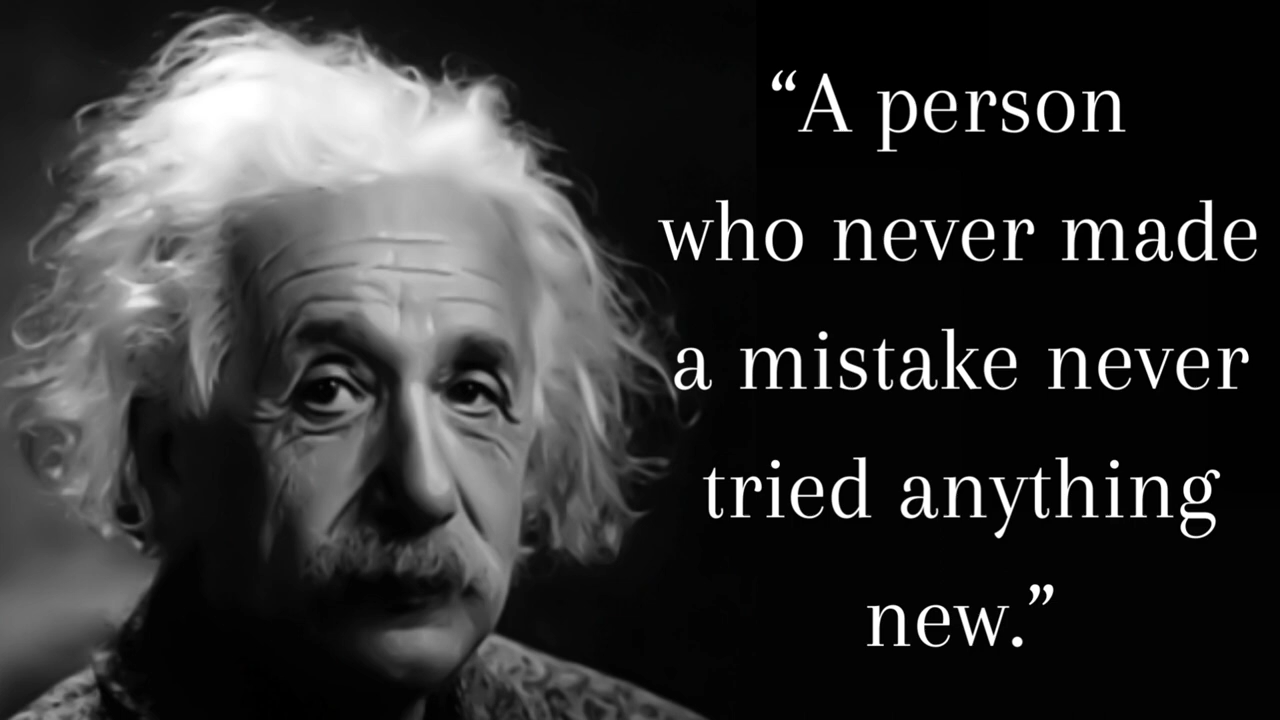 “A person
who never made
a mistake never
tried anything
new.”